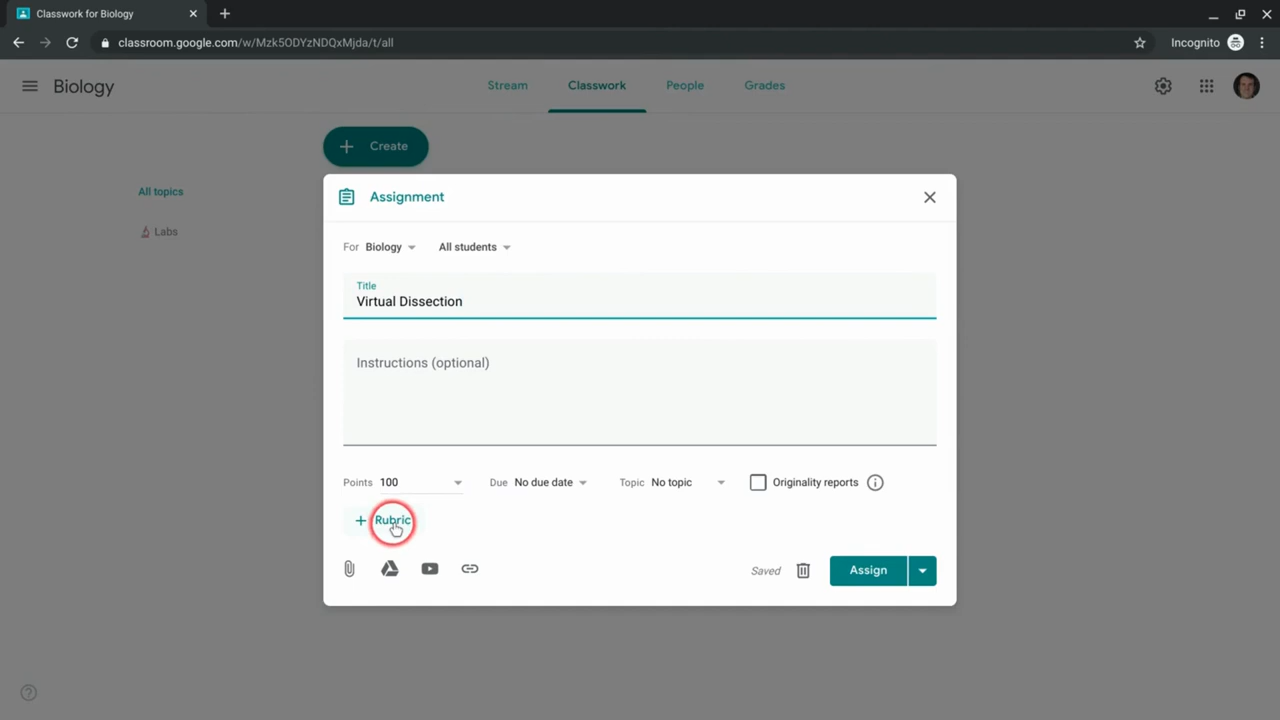 Classwork for Biology
classroom.google.com/w/Mzk5ODYzNDQxMjda/t/all
Incognito
Biology
Stream Classwork People Grades
Create
All topics
Labs
Assignment
For Biology All students
Title
Virtual Dissection
Instructions (optional)
Points 100 Due No due date Topic No topic Originality reports
+ Rubric
Saved Assign